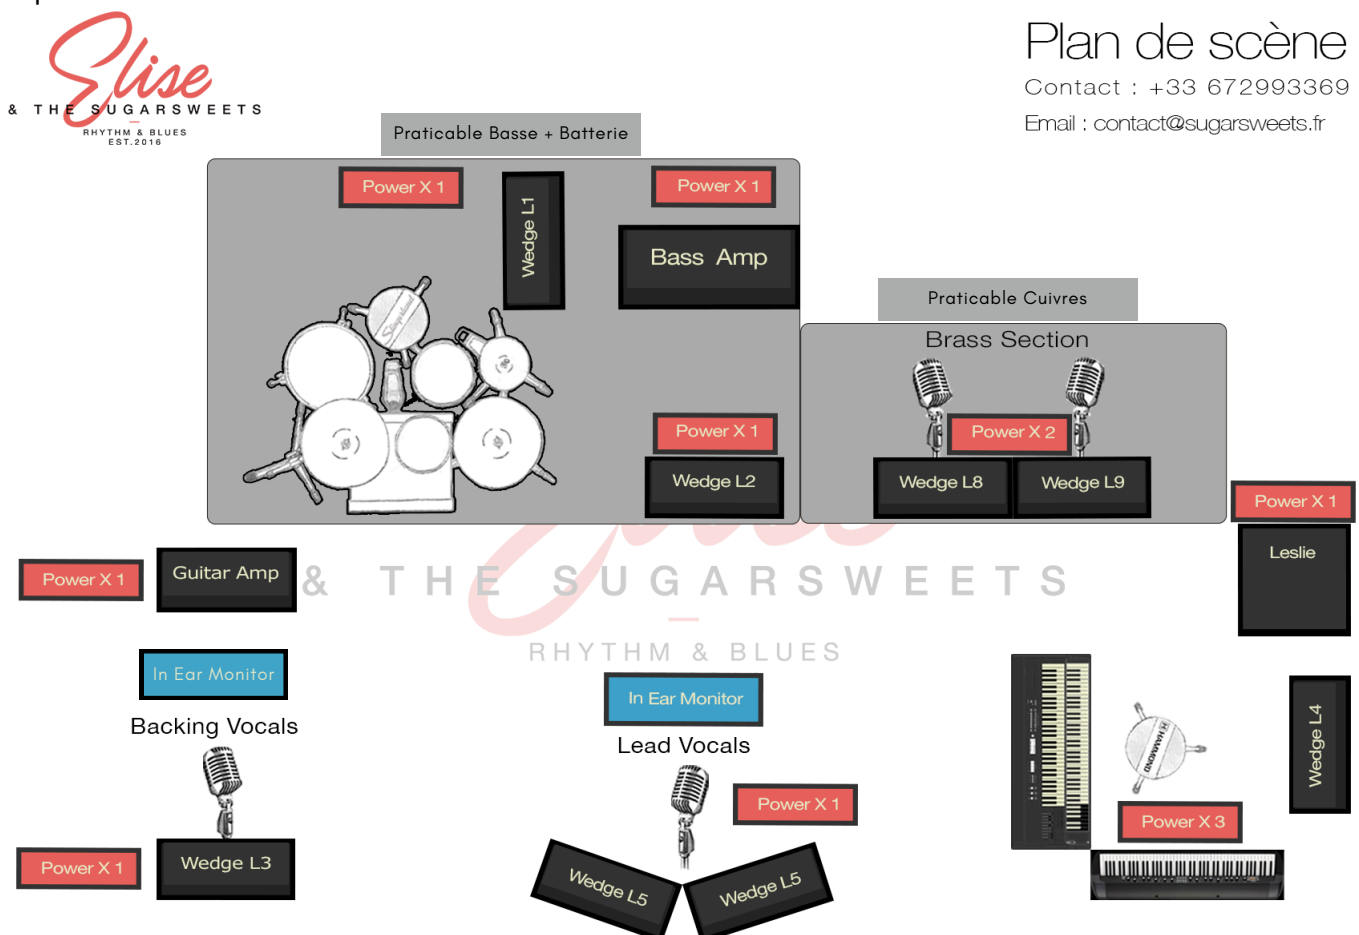 Elise
& THE SUGARSWEETS
RHYTHM & BLUES
EST.2016
Plan de scène
Contact : +33 672993369
Email : contact@sugarsweets.fr
Praticable Basse + Batterie
Power X 1
Power X 1
Wedge L1
Bass Amp
Praticable Cuivres
Brass Section
Power X 1
Power X 2
Wedge L2
Wedge L8
Wedge L9
Power X 1
Leslie
Power X 1
Guitar Amp
& THE SUGARSWEETS
RHYTHM & BLUES
In Ear Monitor
In Ear Monitor
Backing Vocals
Lead Vocals
Wedge L4
HAMMOND
Power X 1
Power X 3
Power X 1
Wedge L3
Wedge L5
Wedge L5